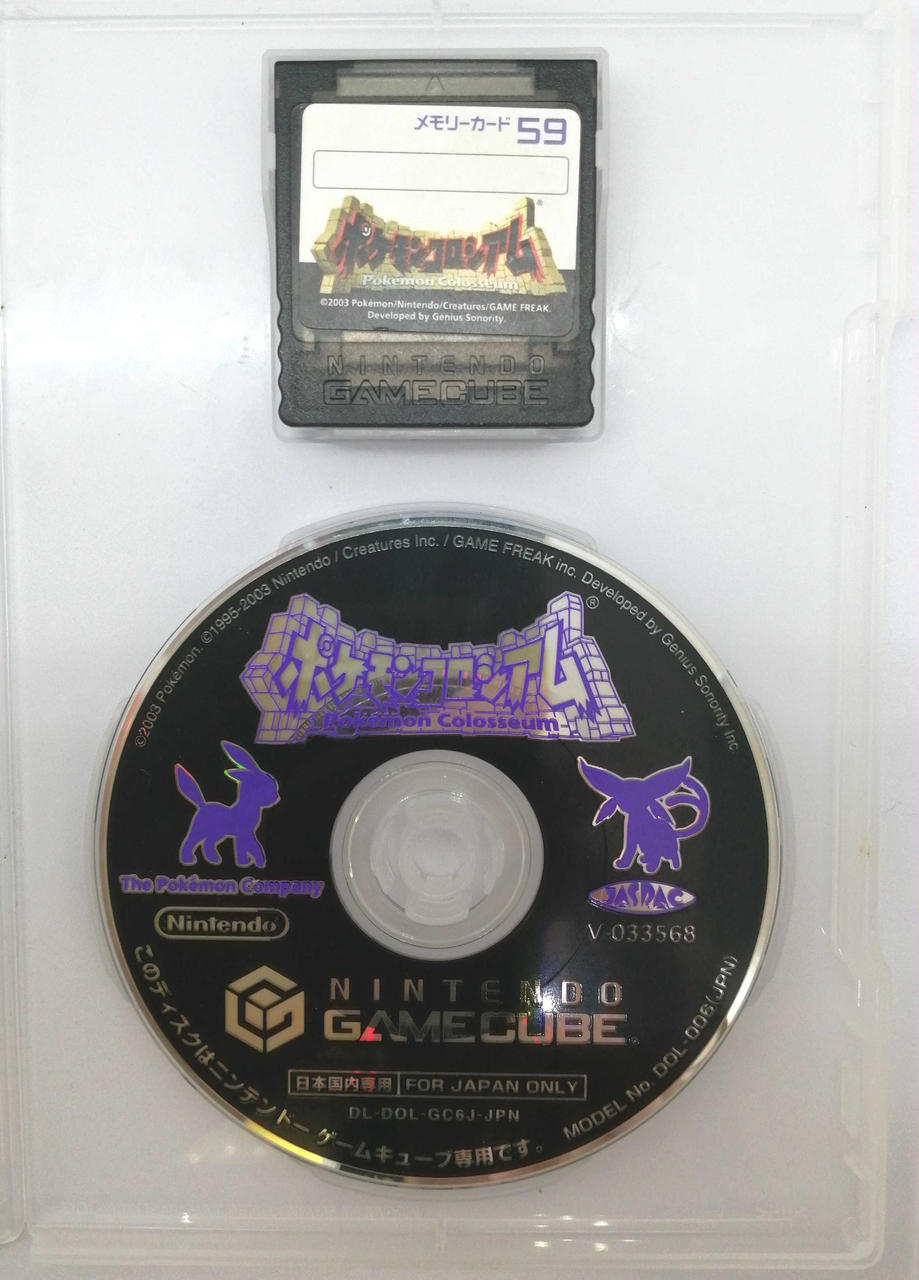 メモリーカード 59
ポケモンコロシアム®
Pokémon Colosseum
©2003 Pokémon/Nintendo/Creatures/GAME FREAK.
Developed by Genius Sonority.
NINTENDO
GAMECUBE
©2003 Pokémon. ©1995-2003 Nintendo / Creatures Inc. / GAME FREAK inc. Developed by Genius Sonority Inc.
ポケモンコロシアム®
Pokémon Colosseum
The Pokémon Company
JASRAC
Nintendo
V-033568
NINTENDO
GAMECUBE
日本国内専用 FOR JAPAN ONLY
DL-DOL-GC6J-JPN
MODEL No. DOL-006(JPN)
このディスクはニンテンドー ゲームキューブ専用です。